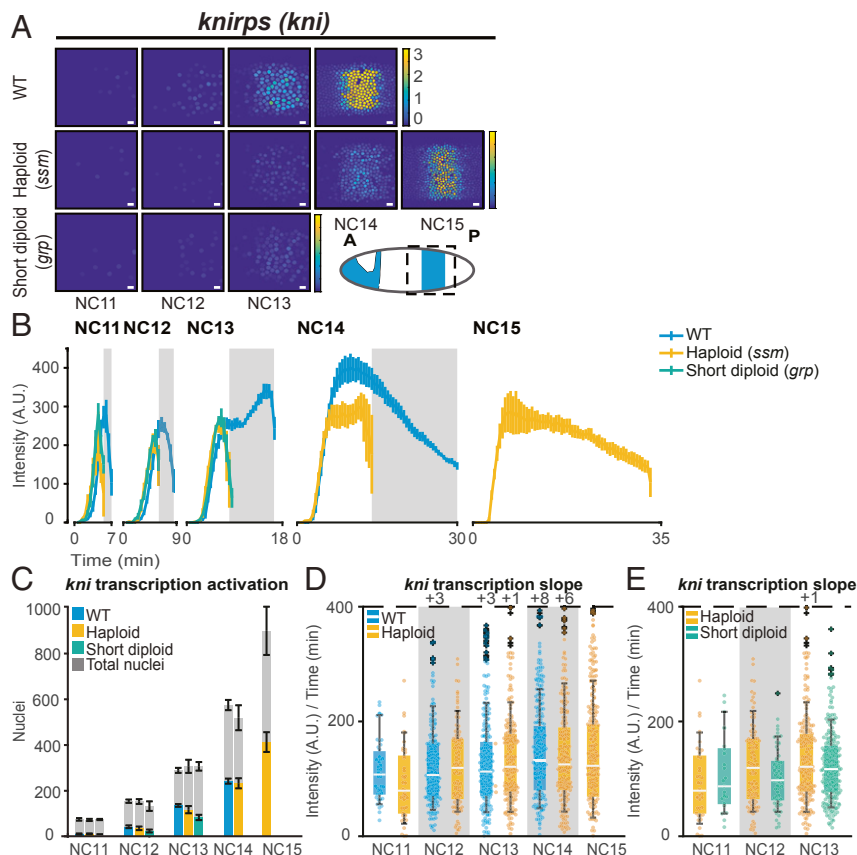 A
knirps (kni)
WT
3
2
1
0
Haploid
(ssm)
Short diploid
(grp)
NC14
NC15
A
P
NC11
NC12
NC13
B
NC11
NC12
NC13
NC14
NC15
WT
Haploid (ssm)
Short diploid (grp)
Intensity (A.U.)
400
300
200
100
0
0
7
0
9
0
18
0
30
0
35
Time (min)
C
kni transcription activation
WT
Haploid
Short diploid
Total nuclei
Nuclei
1000
800
600
400
200
0
NC11
NC12
NC13
NC14
NC15
D
kni transcription slope
+3
+3
+1
+8
+6
WT
Haploid
Intensity (A.U.) / Time (min)
400
200
0
NC11
NC12
NC13
NC14
NC15
E
kni transcription slope
+1
Haploid
Short diploid
Intensity (A.U.) / Time (min)
400
200
0
NC11
NC12
NC13